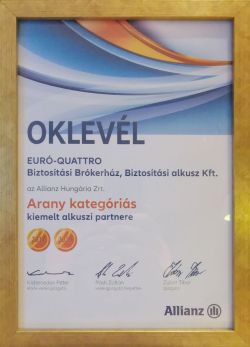 OKLEVÉL
EURÓ-QUATTRO
Biztosítási Brókerház, Biztosítási alkusz Kft.
az Allianz Hungária Zrt.
Arany kategóriás
kiemelt alkuszi partnere
Allianz